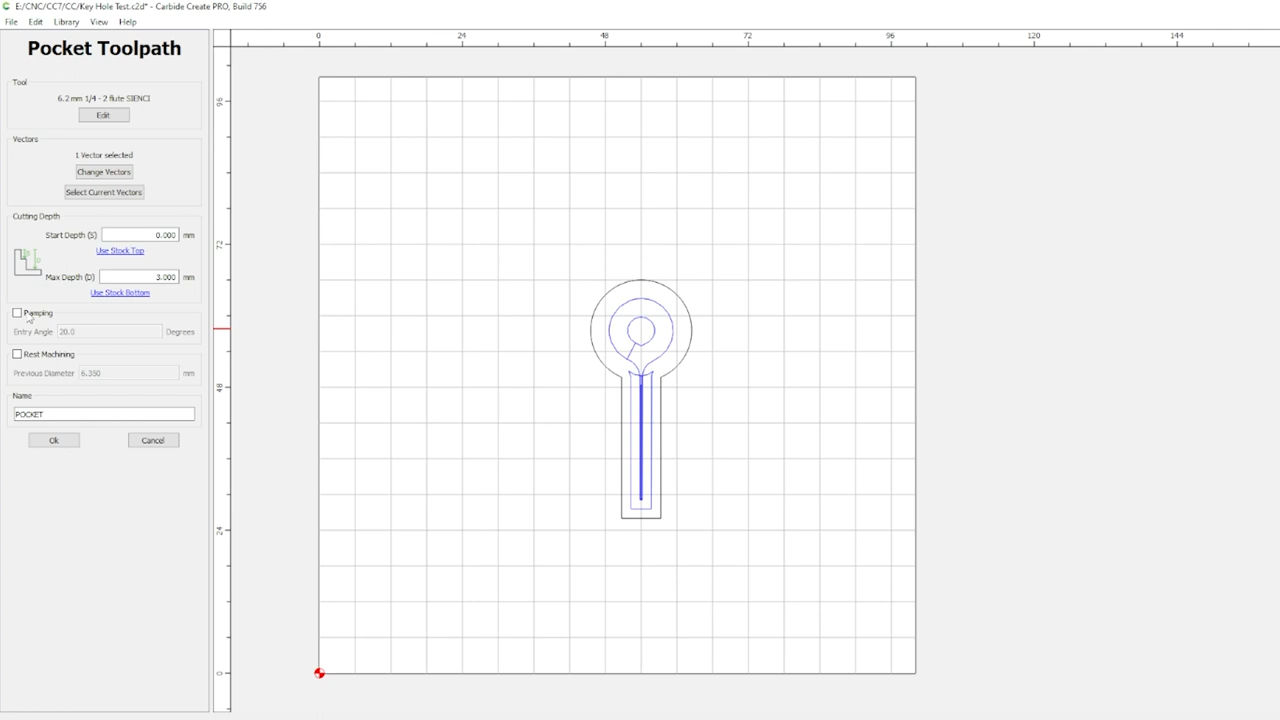 E:/CNC/CC7/CC/Key Hole Test.c2d* - Carbide Create PRO, Build 756
File Edit Library View Help
Pocket Toolpath
Tool
6.2 mm 1/4 - 2 flute SIENCI
Edit
Vectors
1 Vector selected
Change Vectors
Select Current Vectors
Cutting Depth
Start Depth (S) 0.000 mm
Use Stock Top
Max Depth (D) 3.000 mm
Use Stock Bottom
Ramping
Entry Angle 20.0 Degrees
Rest Machining
Previous Diameter 6.350 mm
Name
POCKET
Ok Cancel
0 24 48 72 96 120 144
96
72
48
24
0